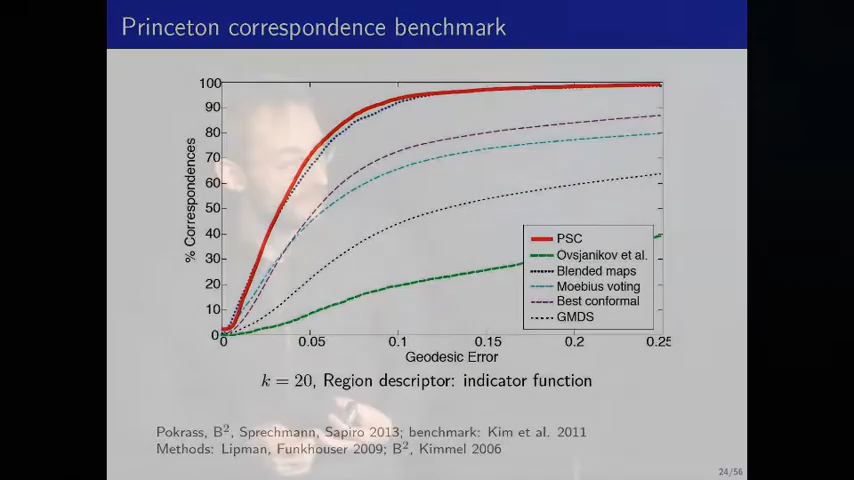 Princeton correspondence benchmark
100
90
80
70
60
50
40
30
20
10
0
% Correspondences
PSC
Ovsjanikov et al.
Blended maps
Moebius voting
Best conformal
GMDS
0 0.05 0.1 0.15 0.2 0.25
Geodesic Error
k = 20, Region descriptor: indicator function
Pokrass, B², Sprechmann, Sapiro 2013; benchmark: Kim et al. 2011
Methods: Lipman, Funkhouser 2009; B², Kimmel 2006
24/56